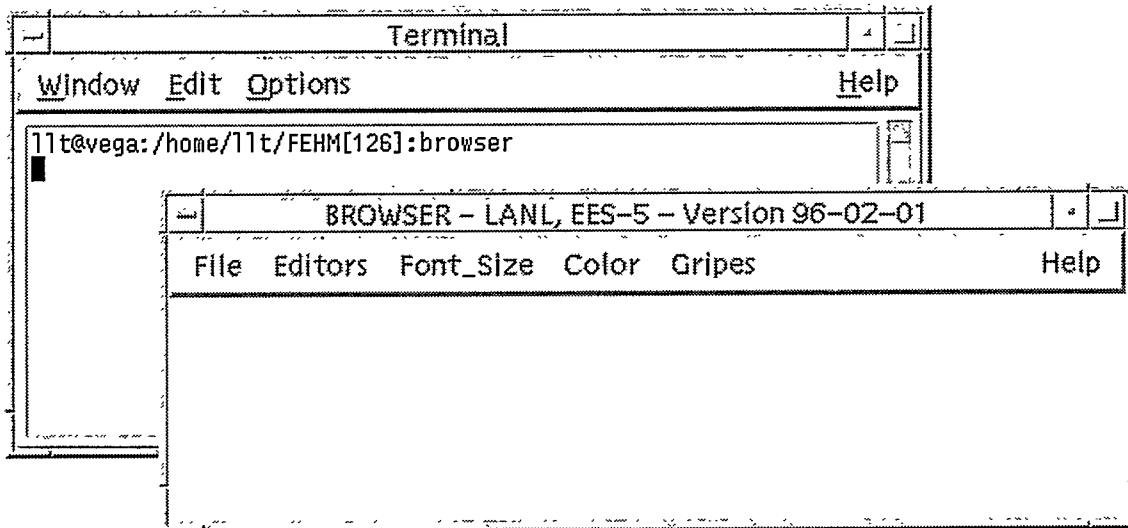 Terminal
Window Edit Options Help
llt@vega:/home/llt/FEHM[126]:browser
BROWSER – LANL, EES–5 – Version 96–02–01
File Editors Font_Size Color Gripes Help